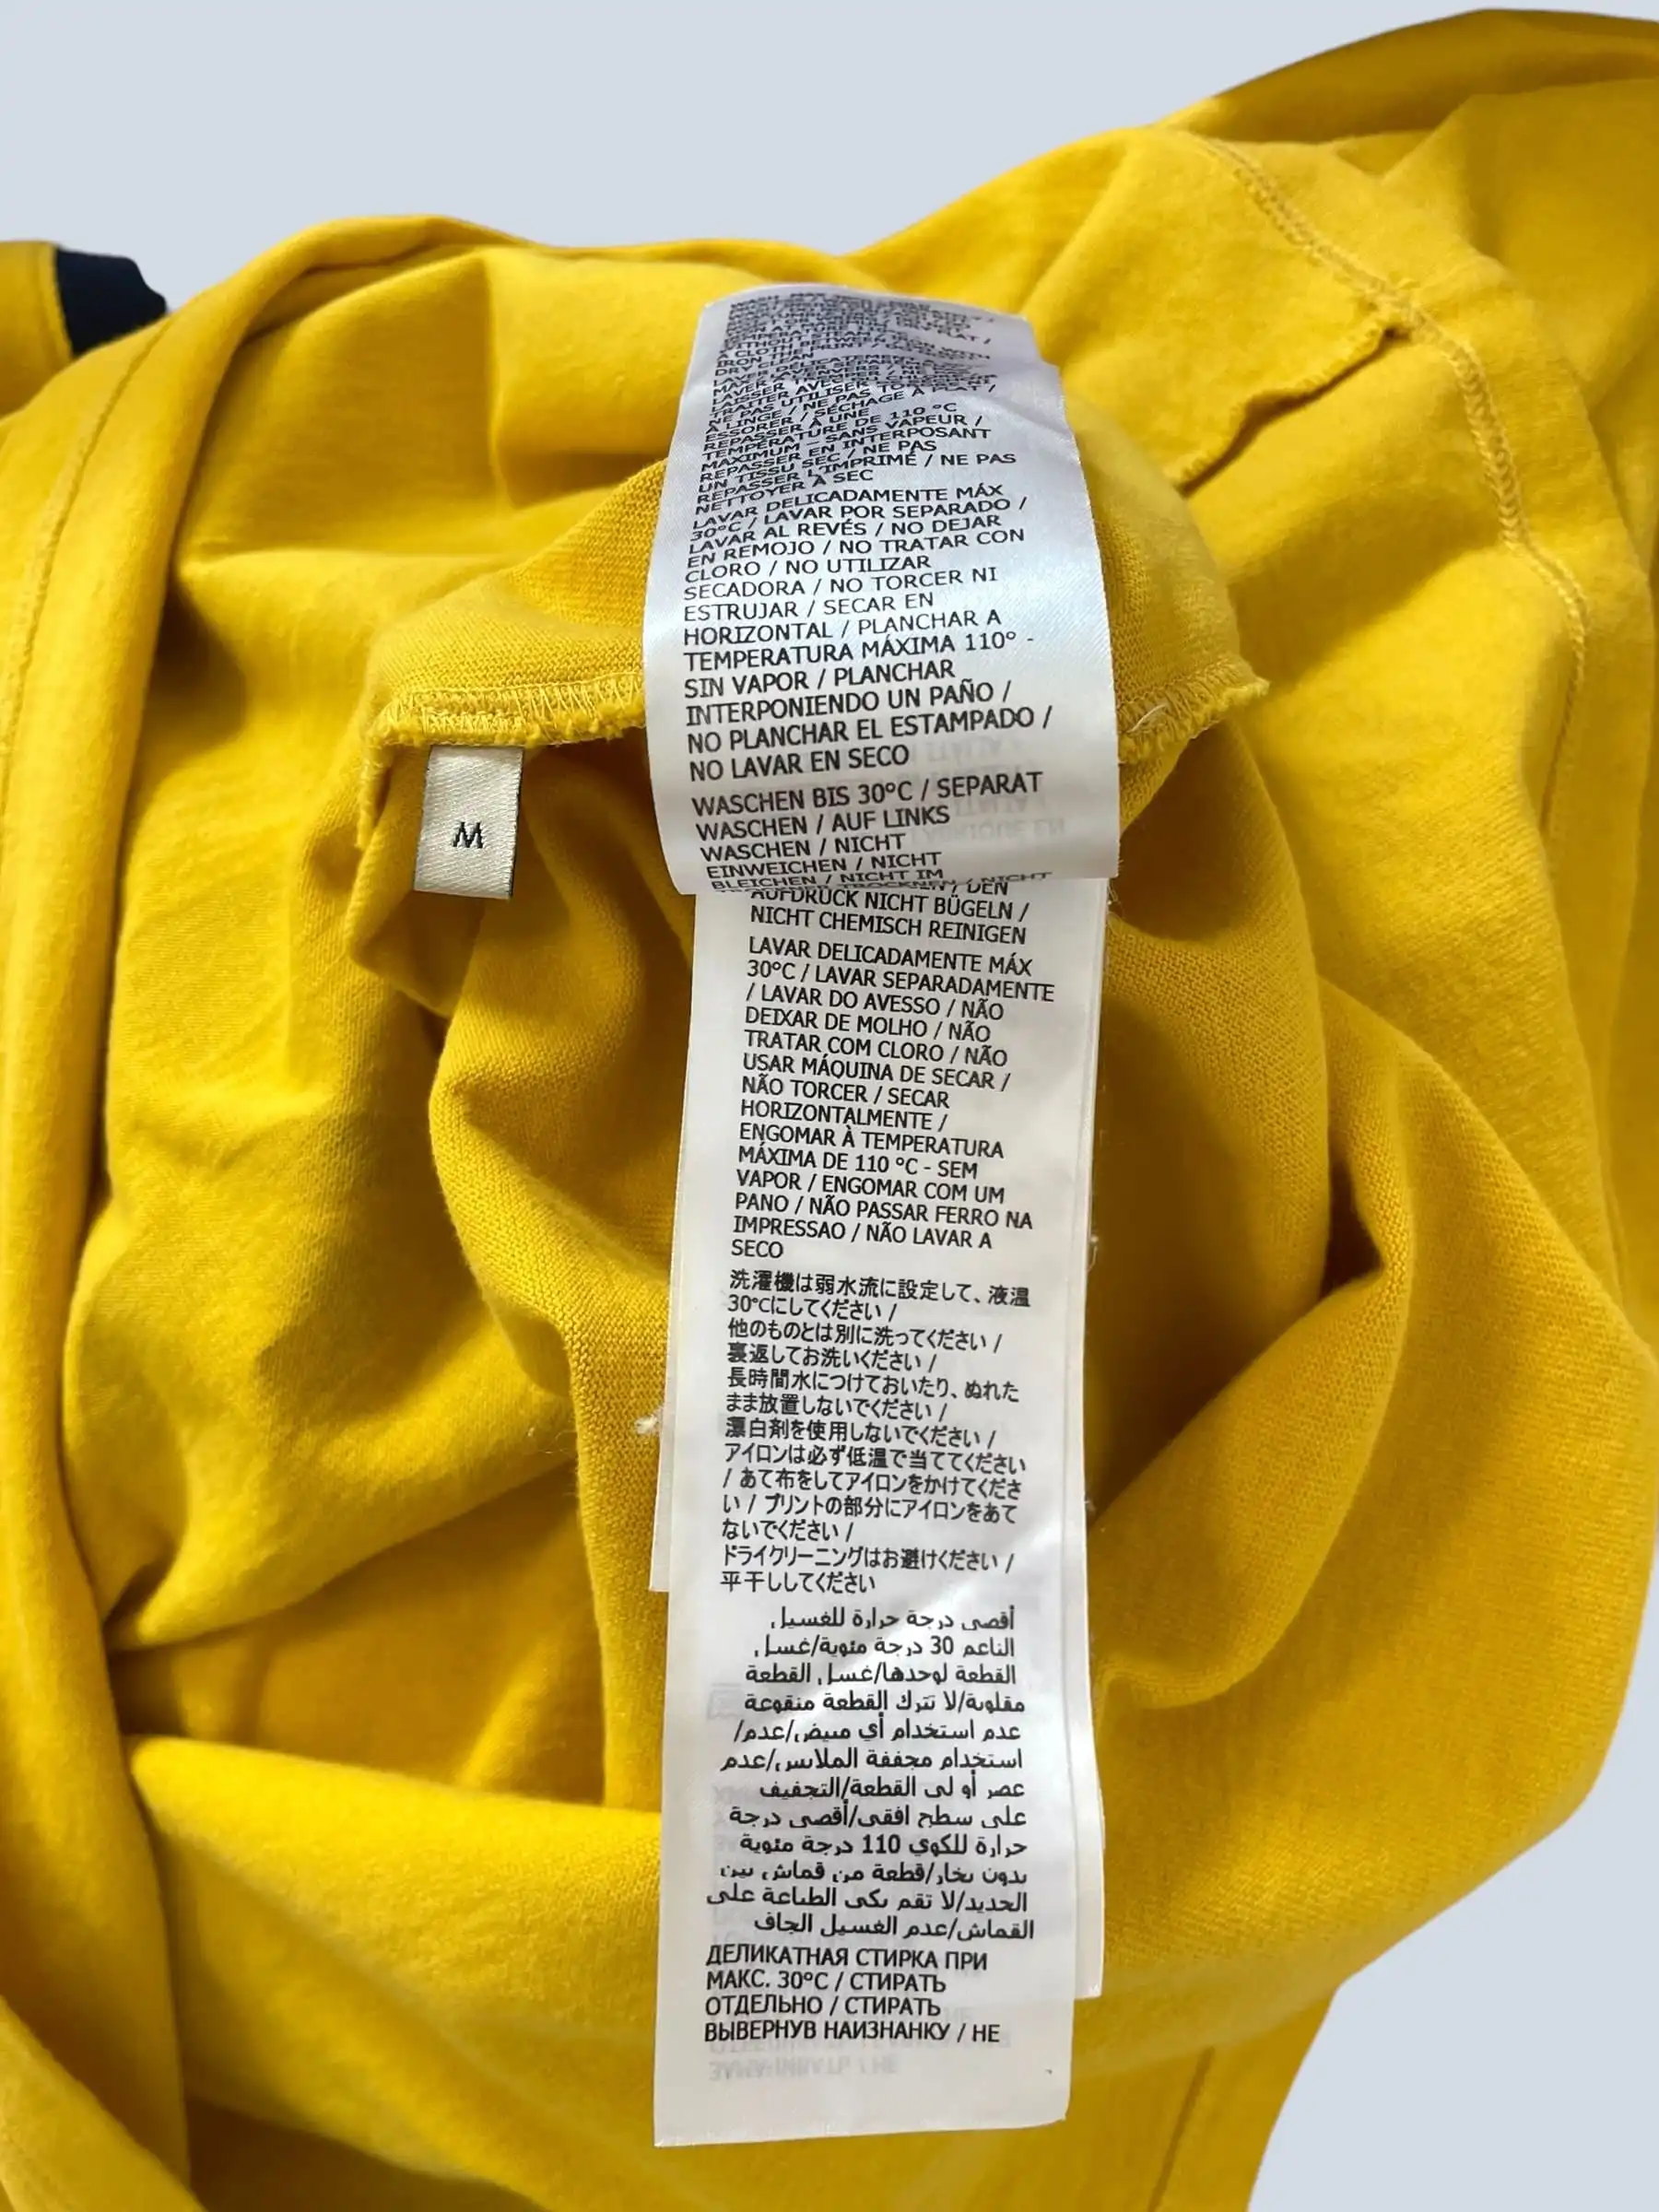 WITHOUT
A CLOTH BETWEEN
IRON THE PRINT /
DRY CLEAN
LAVER DELICATEMENT
TRAITER
NE PAS UTILISER
À LINGE / NE PAS
ESSORER / SÉCHAGE À PLAT /
REPASSER À UNE
TEMPÉRATURE DE 110 °C
MAXIMUM – SANS VAPEUR /
REPASSER EN INTERPOSANT
UN TISSU SEC / NE PAS
REPASSER L'IMPRIMÉ / NE PAS
NETTOYER À SEC
LAVAR DELICADAMENTE MÁX
30°C / LAVAR POR SEPARADO /
LAVAR AL REVÉS / NO DEJAR
EN REMOJO / NO TRATAR CON
CLORO / NO UTILIZAR
SECADORA / NO TORCER NI
ESTRUJAR / SECAR EN
HORIZONTAL / PLANCHAR A
TEMPERATURA MÁXIMA 110° -
SIN VAPOR / PLANCHAR
INTERPONIENDO UN PAÑO /
NO PLANCHAR EL ESTAMPADO /
NO LAVAR EN SECO
WASCHEN BIS 30°C / SEPARAT
WASCHEN / AUF LINKS
WASCHEN / NICHT
EINWEICHEN / NICHT
BLEICHEN / NICHT IM
M
/ DEN
AUFDRUCK NICHT BÜGELN /
NICHT CHEMISCH REINIGEN
LAVAR DELICADAMENTE MÁX
30°C / LAVAR SEPARADAMENTE
/ LAVAR DO AVESSO / NÃO
DEIXAR DE MOLHO / NÃO
TRATAR COM CLORO / NÃO
USAR MÁQUINA DE SECAR /
NÃO TORCER / SECAR
HORIZONTALMENTE /
ENGOMAR À TEMPERATURA
MÁXIMA DE 110 °C - SEM
VAPOR / ENGOMAR COM UM
PANO / NÃO PASSAR FERRO NA
IMPRESSAO / NÃO LAVAR A
SECO
洗濯機は弱水流に設定して、液温
30℃にしてください /
他のものとは別に洗ってください /
裏返してお洗いください /
長時間水につけておいたり、ぬれた
まま放置しないでください /
漂白剤を使用しないでください /
アイロンは必ず低温で当ててください
/ あて布をしてアイロンをかけてくださ
い / プリントの部分にアイロンをあて
ないでください /
ドライクリーニングはお避けください /
平干ししてください
أقصى درجة حرارة للغسيل
الناعم 30 درجة مئوية/غسل
القطعة لوحدها/غسل القطعة
مقلوبة/لا تترك القطعة منقوعة
عدم استخدام أي مبيض/عدم/
استخدام مجففة الملابس/عدم
عصر أو لى القطعة/التجفيف
على سطح افقى/أقصى درجة
حرارة للكوي 110 درجة مئوية
بدون بخار/قطعة من قماش بين
الحديد/لا تقم بكى الطباعة على
القماش/عدم الغسيل الجاف
ДЕЛИКАТНАЯ СТИРКА ПРИ
МАКС. 30°С / СТИРАТЬ
ОТДЕЛЬНО / СТИРАТЬ
ВЫВЕРНУВ НАИЗНАНКУ / НЕ